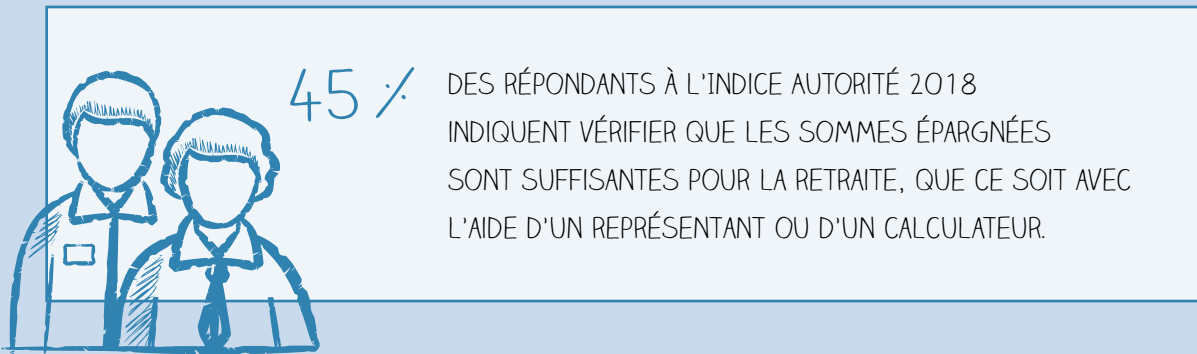 45 % DES RÉPONDANTS À L'INDICE AUTORITÉ 2018
INDIQUENT VÉRIFIER QUE LES SOMMES ÉPARGNÉES
SONT SUFFISANTES POUR LA RETRAITE, QUE CE SOIT AVEC
L'AIDE D'UN REPRÉSENTANT OU D'UN CALCULATEUR.